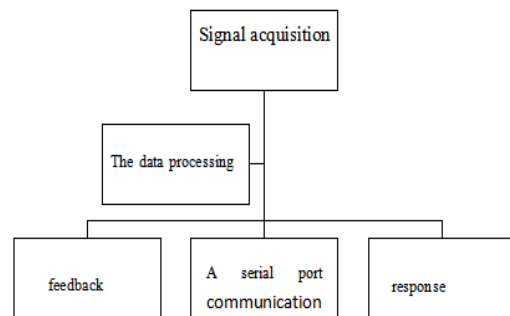 Signal acquisition
The data processing
feedback
A serial port
communication
response